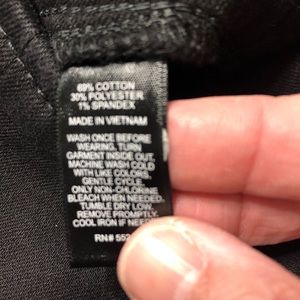 69% COTTON
30% POLYESTER
1% SPANDEX
MADE IN VIETNAM
WASH ONCE BEFORE
WEARING. TURN
GARMENT INSIDE OUT.
MACHINE WASH COLD
WITH LIKE COLORS,
GENTLE CYCLE.
ONLY NON-CHLORINE
BLEACH WHEN NEEDED.
TUMBLE DRY LOW.
REMOVE PROMPTLY.
COOL IRON IF
RN#